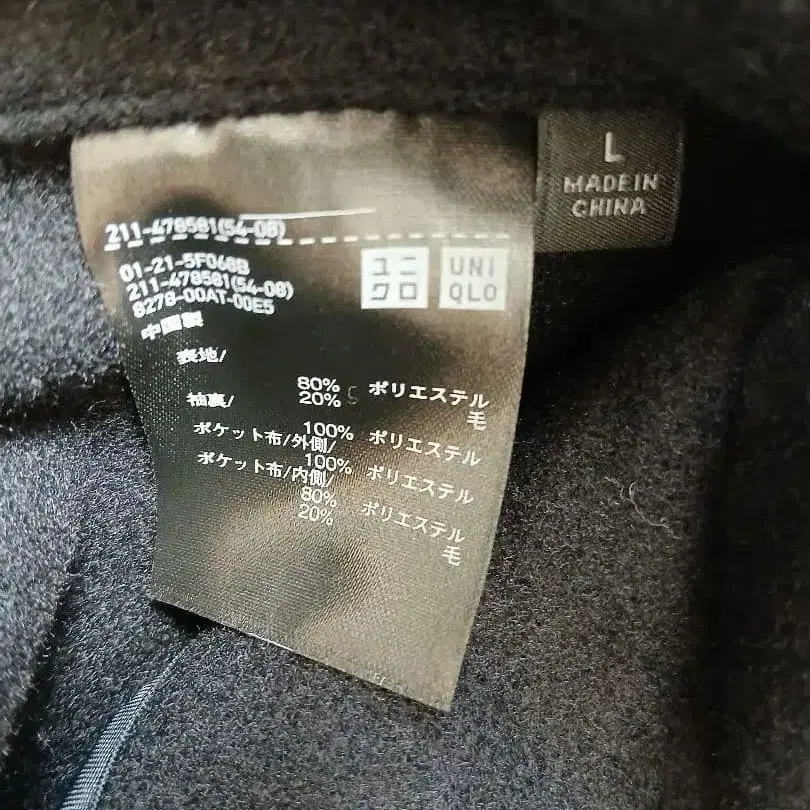 L
MADE IN
CHINA
211-478581(54-08)
01-21-5F068B
211-478581(54-08)
8278-00AT-00E5
中国製
ユニ
クロ
UNI
QLO
表地/
80% ポリエステル
20% 毛
袖裏/
100% ポリエステル
ポケット布/外側/
100% ポリエステル
ポケット布/内側/
80% ポリエステル
20% 毛